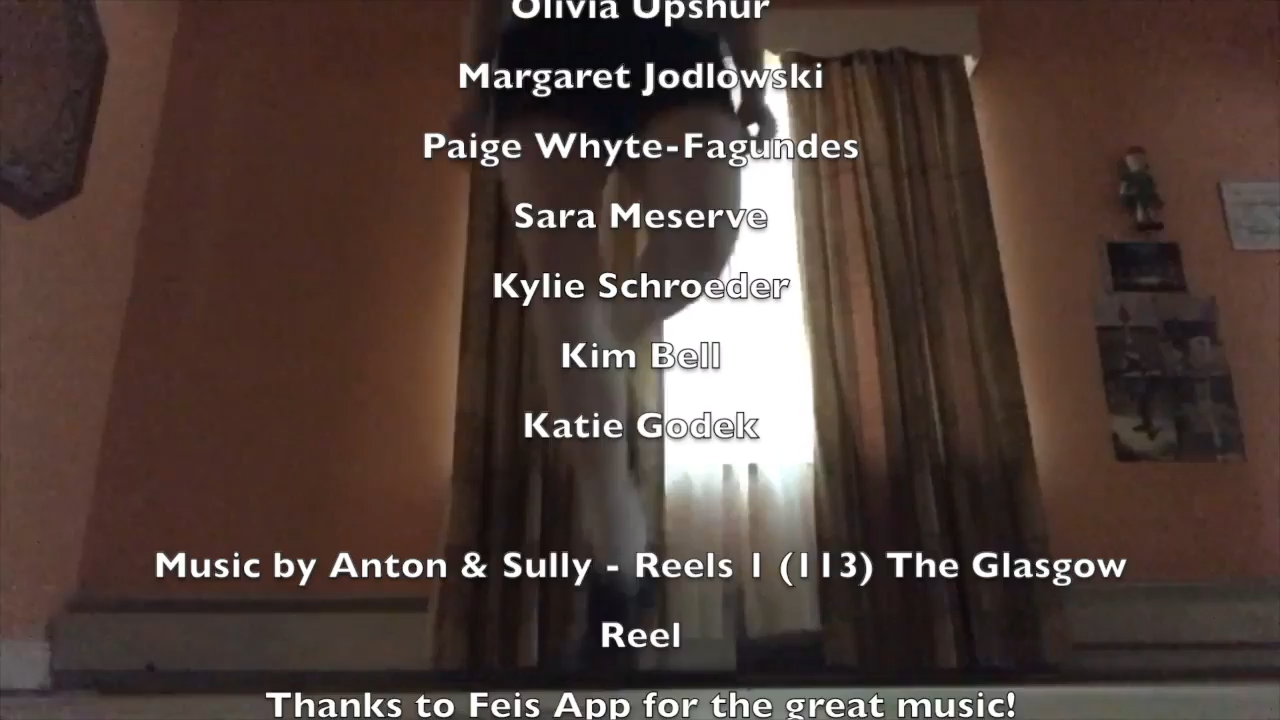 Olivia Upshur
Margaret Jodlowski
Paige Whyte-Fagundes
Sara Meserve
Kylie Schroeder
Kim Bell
Katie Godek
Music by Anton & Sully - Reels 1 (113) The Glasgow
Reel
Thanks to Feis App for the great music!